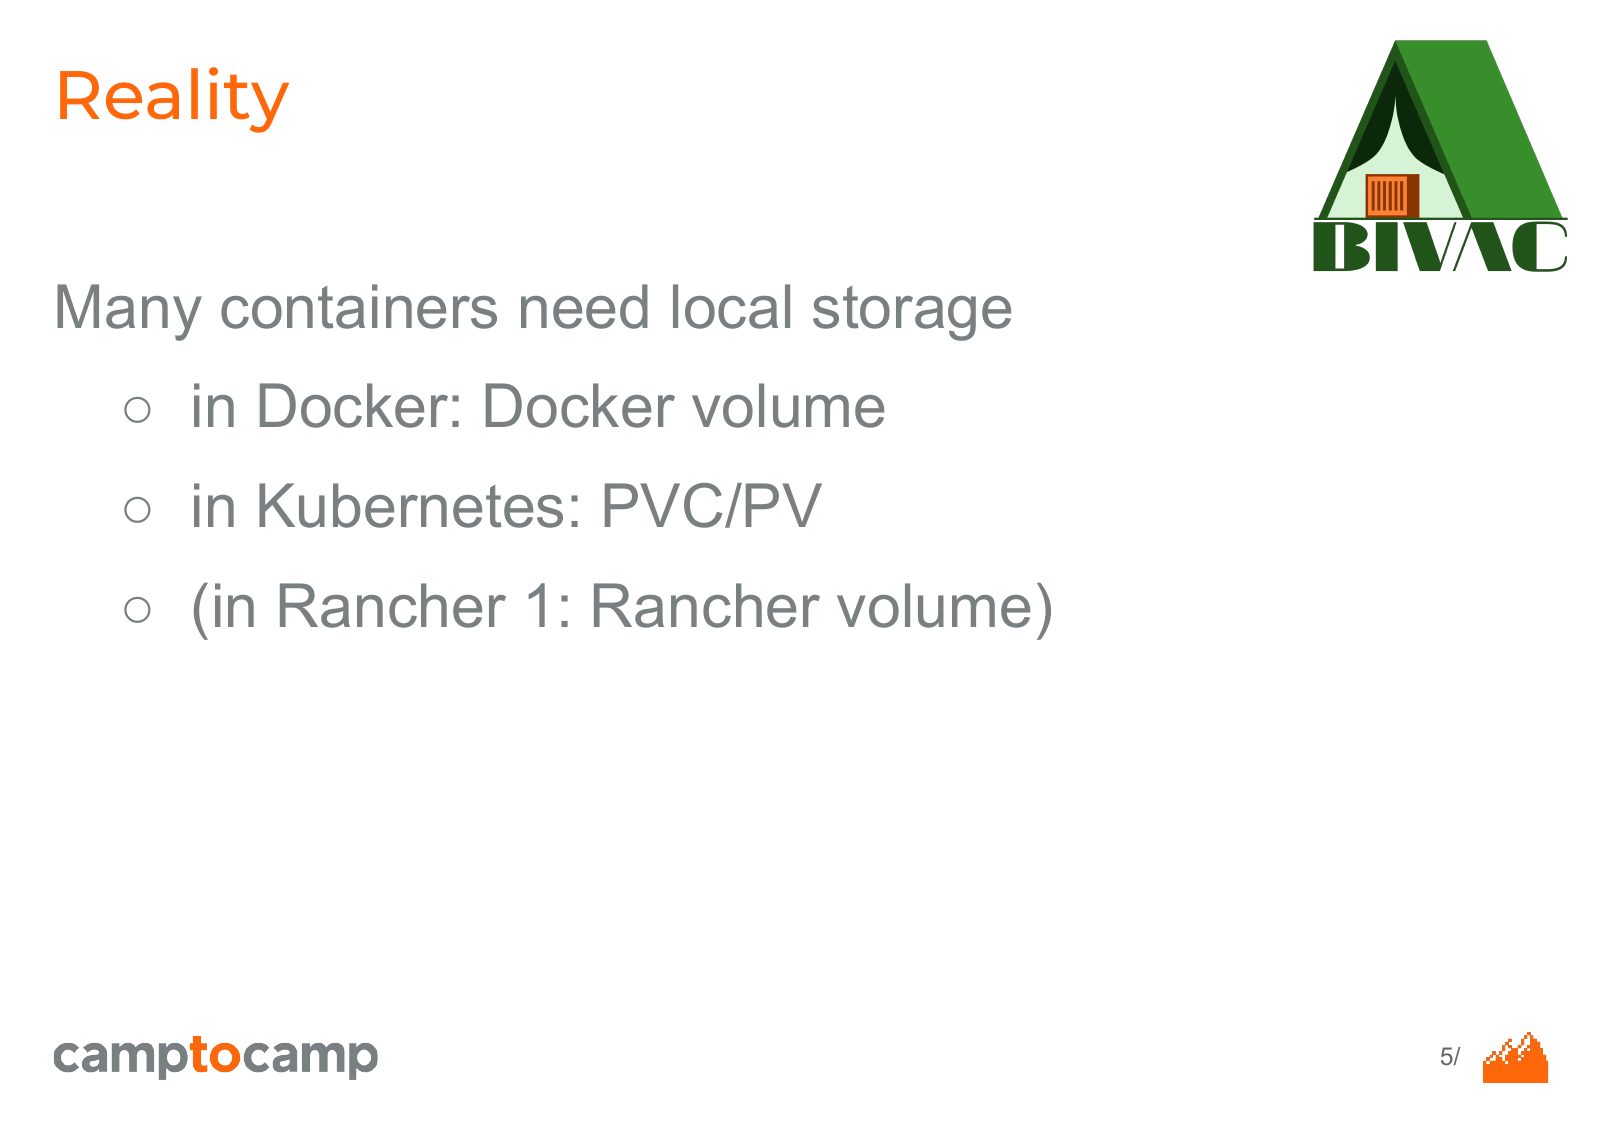 Reality
BIVAC
Many containers need local storage
○ in Docker: Docker volume
○ in Kubernetes: PVC/PV
○ (in Rancher 1: Rancher volume)
camptocamp
5/